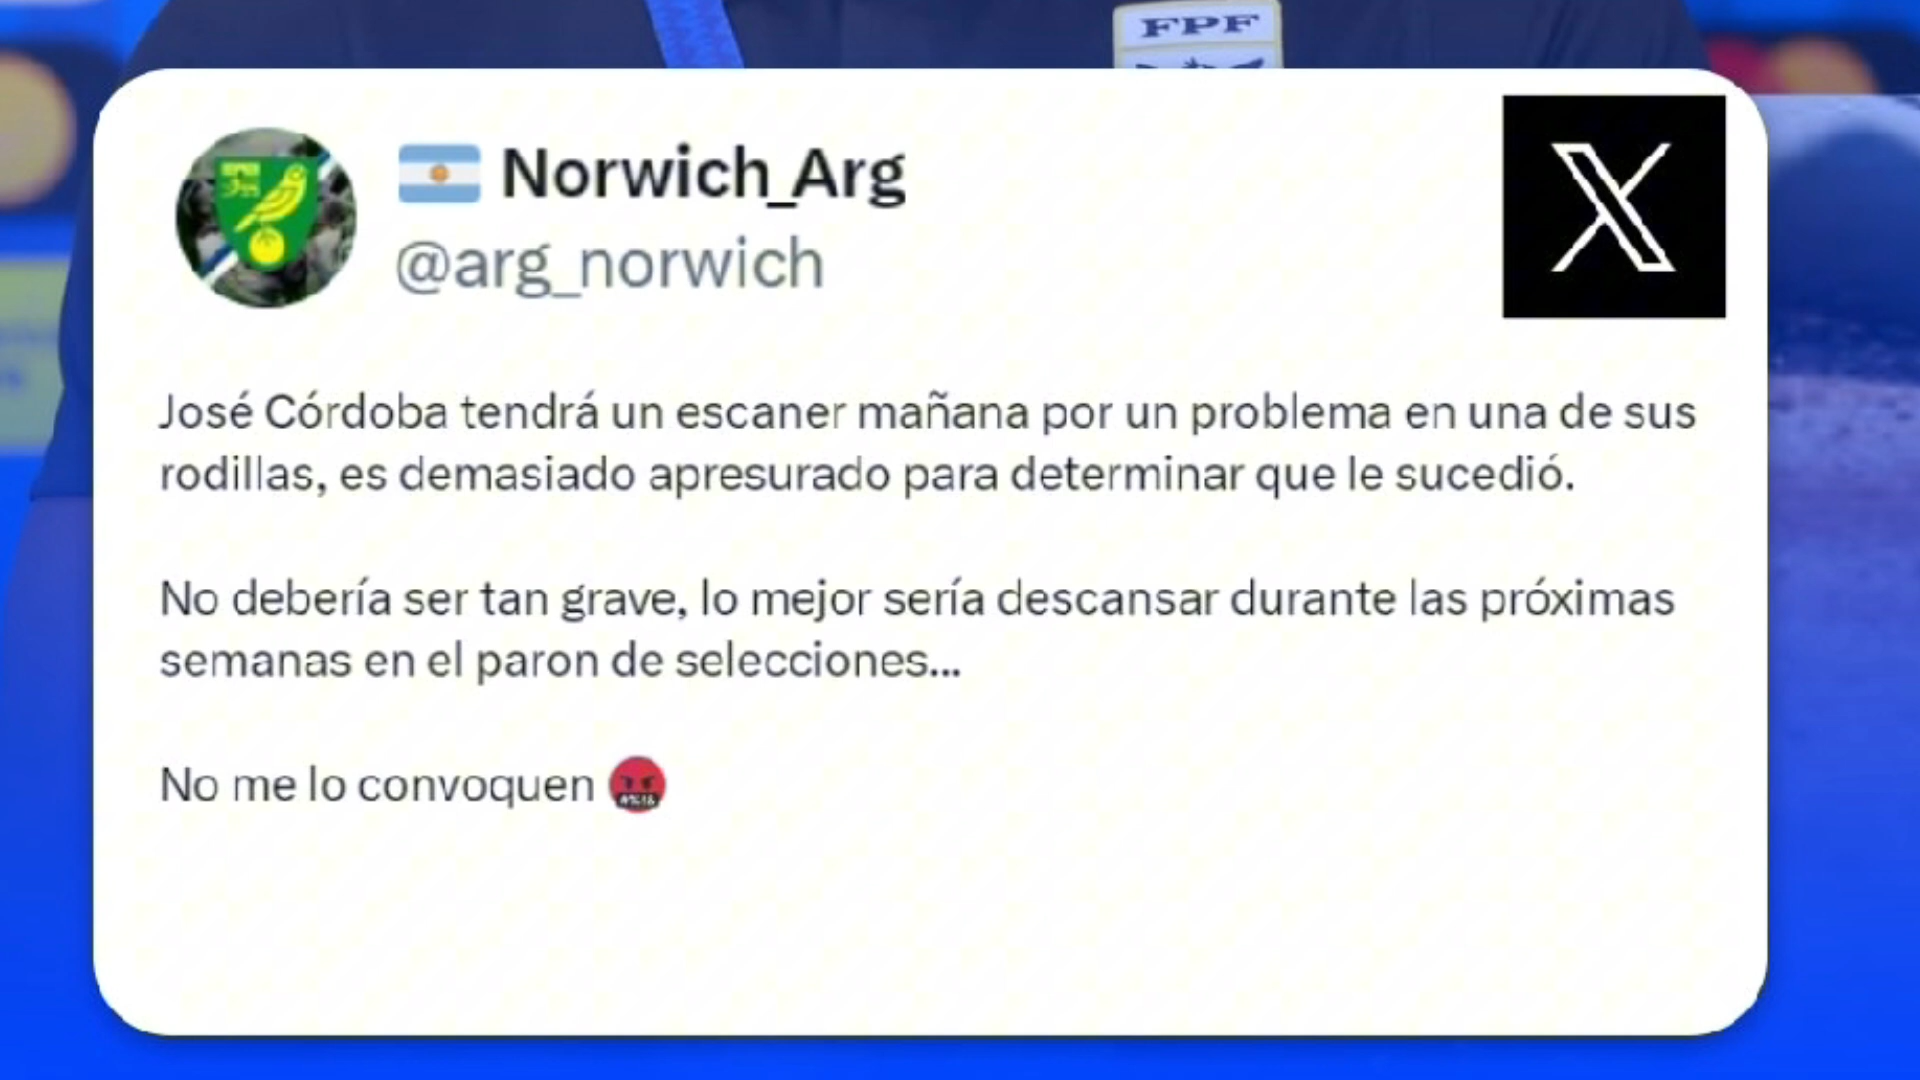 FPF
Norwich_Arg
@arg_norwich
José Córdoba tendrá un escaner mañana por un problema en una de sus
rodillas, es demasiado apresurado para determinar que le sucedió.
No debería ser tan grave, lo mejor sería descansar durante las próximas
semanas en el paron de selecciones...
No me lo convoquen